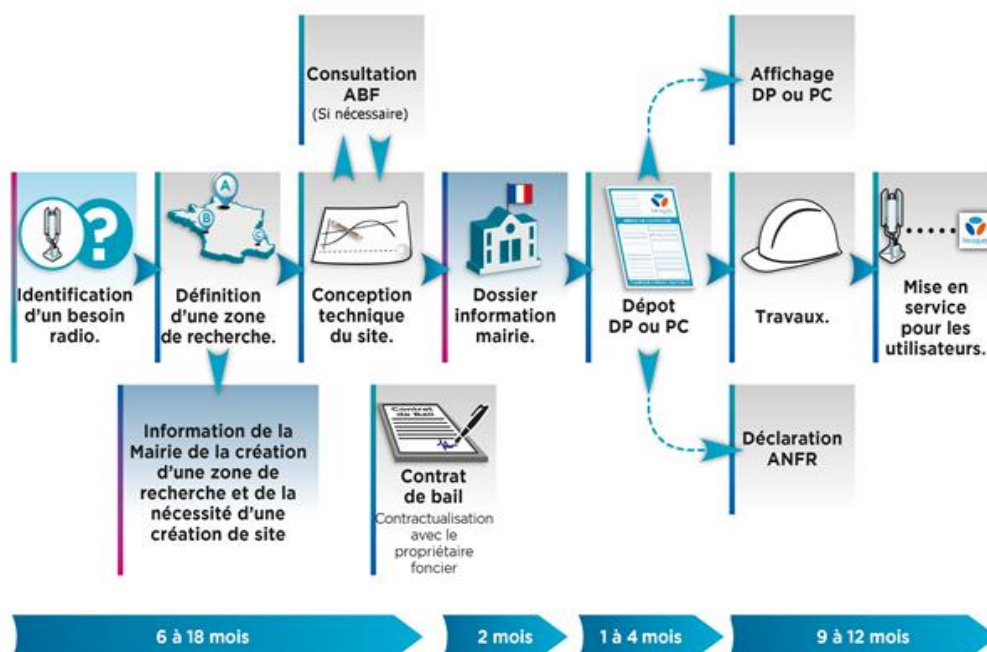 Consultation
ABF
(Si nécessaire)
Affichage
DP ou PC
A
B
C
?
Identification
d'un besoin
radio.
Définition
d'une zone
de recherche.
Conception
technique
du site.
Dossier
information
mairie.
Dépot
DP ou PC
Travaux.
Mise en
service
pour les
utilisateurs.
Information de la
Mairie de la création
d'une zone de
recherche et de la
nécessité d'une
création de site
Contrat
de Bail
Contrat
de bail
Contractualisation
avec le
propriétaire
foncier
Déclaration
ANFR
6 à 18 mois
2 mois
1 à 4 mois
9 à 12 mois